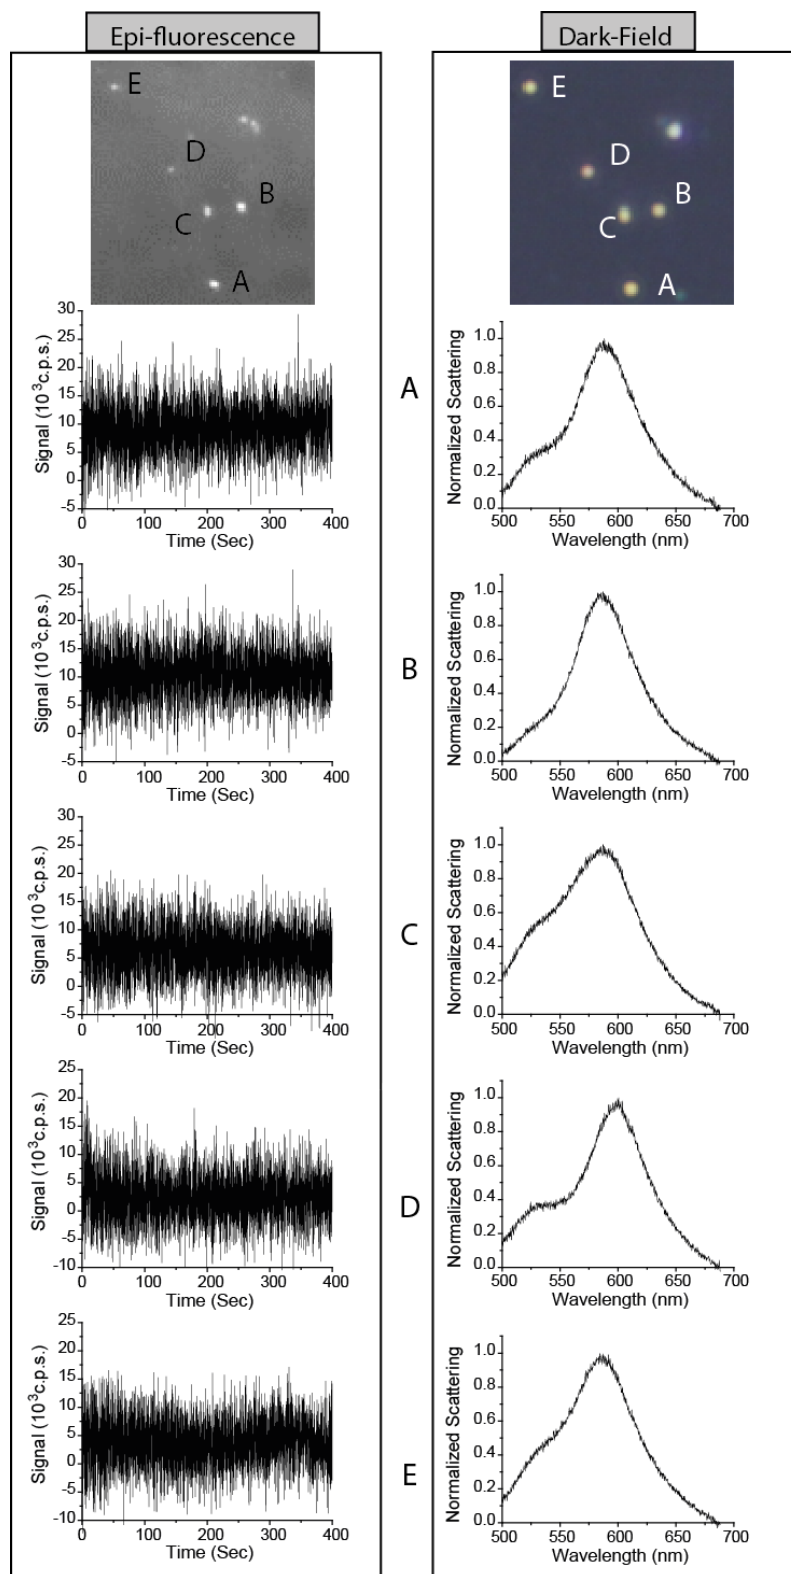 Epi-fluorescence
E
D
B
C
A
Dark-Field
E
D
B
C
A
Signal (10³c.p.s.)
30
25
20
15
10
5
0
-5
0 100 200 300 400
Time (Sec)
A
Normalized Scattering
1.0
0.8
0.6
0.4
0.2
0.0
500 550 600 650 700
Wavelength (nm)
Signal (10³c.p.s.)
30
25
20
15
10
5
0
-5
0 100 200 300 400
Time (Sec)
B
Normalized Scattering
1.0
0.8
0.6
0.4
0.2
0.0
500 550 600 650 700
Wavelength (nm)
Signal (10³c.p.s.)
30
25
20
15
10
5
0
-5
0 100 200 300 400
Time (Sec)
C
Normalized Scattering
1.0
0.8
0.6
0.4
0.2
0.0
500 550 600 650 700
Wavelength (nm)
Signal (10³c.p.s.)
25
20
15
10
5
0
-5
-10
0 100 200 300 400
Time (Sec)
D
Normalized Scattering
1.0
0.8
0.6
0.4
0.2
0.0
500 550 600 650 700
Wavelength (nm)
Signal (10³c.p.s.)
25
20
15
10
5
0
-5
-10
0 100 200 300 400
Time (Sec)
E
Normalized Scattering
1.0
0.8
0.6
0.4
0.2
0.0
500 550 600 650 700
Wavelength (nm)